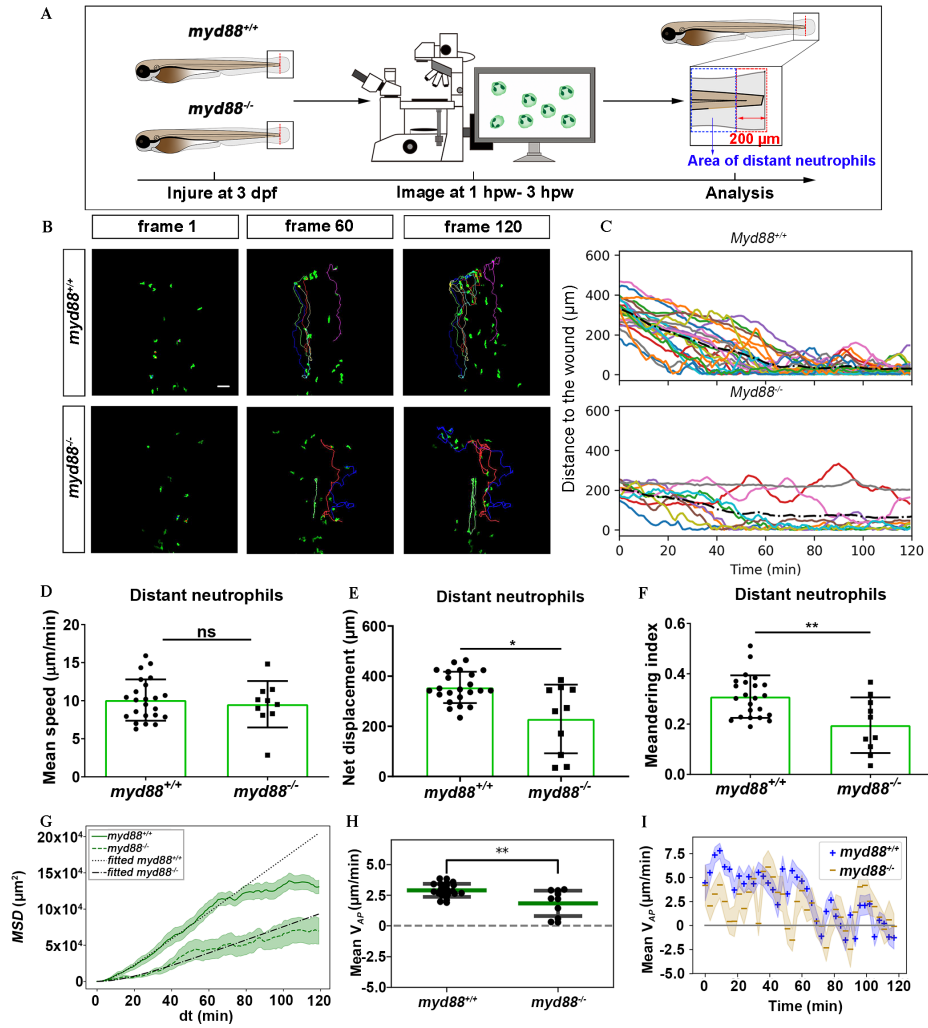 A
myd88+/+
myd88-/-
200 µm
Area of distant neutrophils
Injure at 3 dpf
Image at 1 hpw- 3 hpw
Analysis
B
frame 1
frame 60
frame 120
myd88+/+
myd88-/-
C
Myd88+/+
600
400
200
0
Myd88-/-
600
400
200
0
Distance to the wound (µm)
0 20 40 60 80 100 120
Time (min)
D
Distant neutrophils
Mean speed (µm/min)
20
15
10
5
0
ns
myd88+/+ myd88-/-
E
Distant neutrophils
Net displacement (µm)
600
400
200
0
*
myd88+/+ myd88-/-
F
Distant neutrophils
Meandering index
0.6
0.4
0.2
0.0
**
myd88+/+ myd88-/-
G
MSD (µm²)
20x10⁴
15x10⁴
10x10⁴
5x10⁴
0
myd88+/+
myd88-/-
fitted myd88+/+
fitted myd88-/-
0 20 40 60 80 100 120
dt (min)
H
Mean VAP (µm/min)
5.0
2.5
0.0
-2.5
-5.0
**
myd88+/+ myd88-/-
I
Mean VAP (µm/min)
7.5
5.0
2.5
0
-2.5
-5.0
myd88+/+
myd88-/-
0 20 40 60 80 100 120
Time (min)